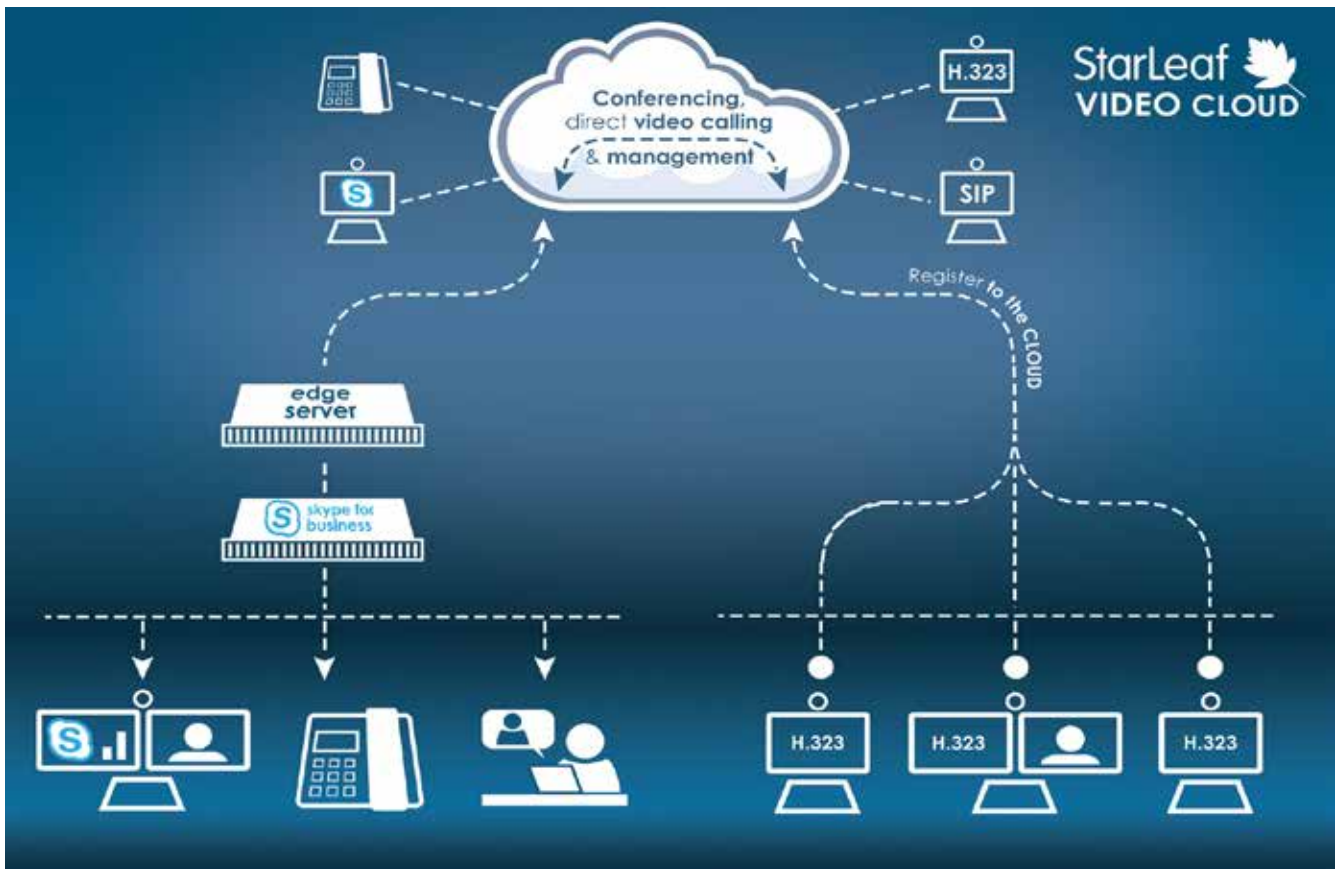 Conferencing,
direct video calling
& management
H.323
StarLeaf
VIDEO CLOUD
S
SIP
Register to the CLOUD
edge
server
S skype for
business
S
H.323
H.323
H.323